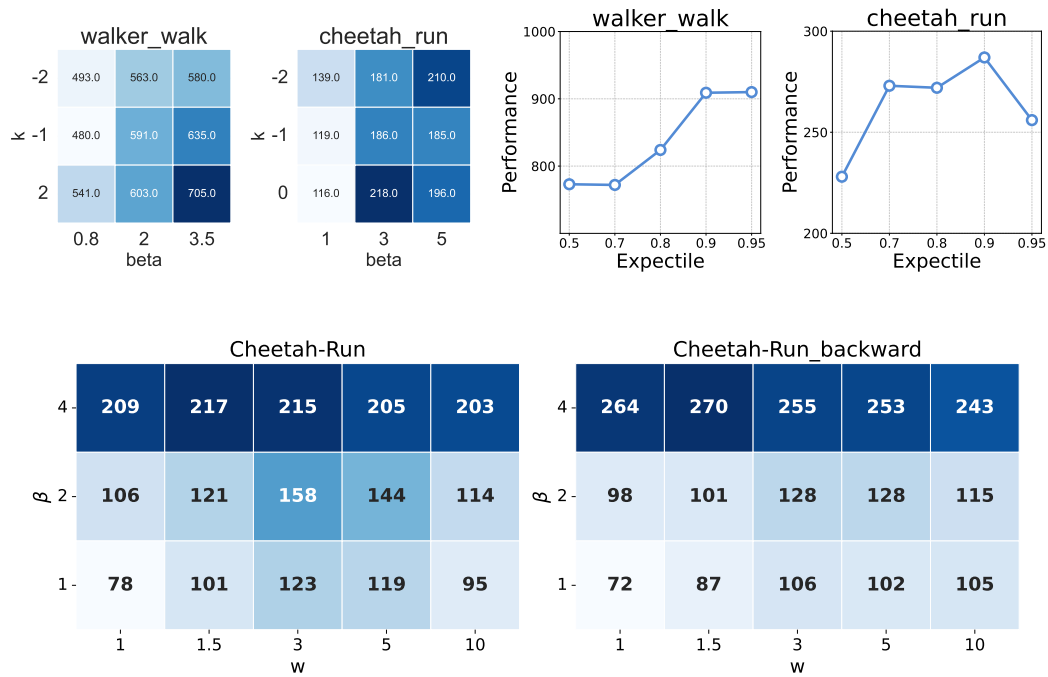 walker_walk
-2 493.0 563.0 580.0
k -1 480.0 591.0 635.0
2 541.0 603.0 705.0
0.8 2 3.5
beta
cheetah_run
-2 139.0 181.0 210.0
k -1 119.0 186.0 185.0
0 116.0 218.0 196.0
1 3 5
beta
walker_walk
1000
900
800
Performance
0.5 0.7 0.8 0.9 0.95
Expectile
cheetah_run
300
250
200
Performance
0.5 0.7 0.8 0.9 0.95
Expectile
Cheetah-Run
4 209 217 215 205 203
β 2 106 121 158 144 114
1 78 101 123 119 95
1 1.5 3 5 10
w
Cheetah-Run_backward
4 264 270 255 253 243
β 2 98 101 128 128 115
1 72 87 106 102 105
1 1.5 3 5 10
w